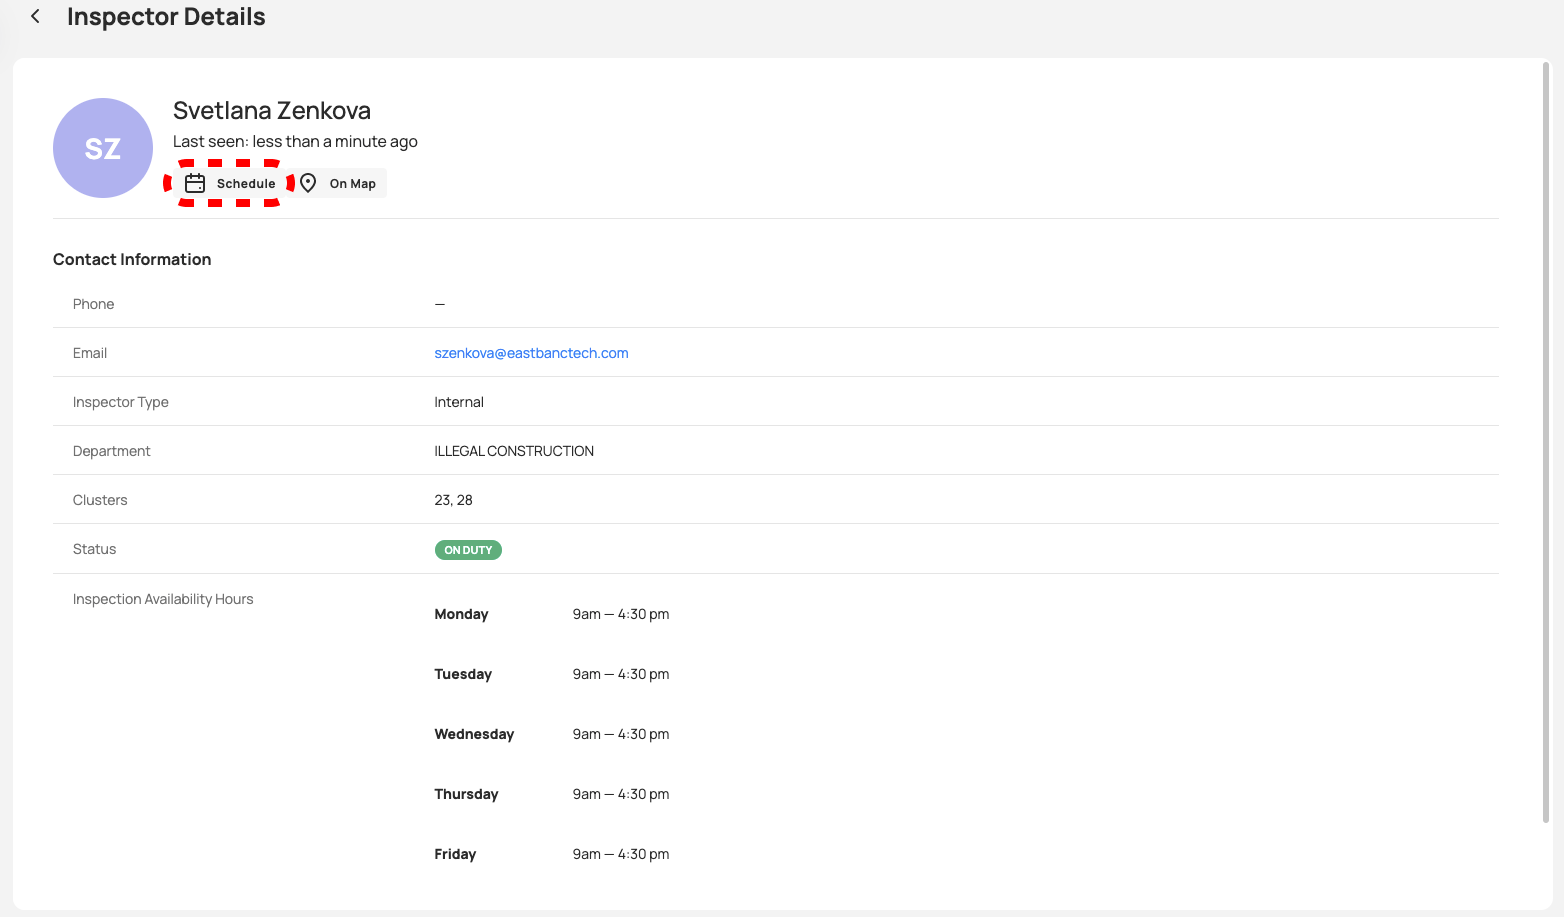 Inspector Details
SZ
Svetlana Zenkova
Last seen: less than a minute ago
Schedule On Map
Contact Information
Phone —
Email szenkova@eastbanctech.com
Inspector Type Internal
Department ILLEGAL CONSTRUCTION
Clusters 23, 28
Status ON DUTY
Inspection Availability Hours
Monday 9am — 4:30 pm
Tuesday 9am — 4:30 pm
Wednesday 9am — 4:30 pm
Thursday 9am — 4:30 pm
Friday 9am — 4:30 pm